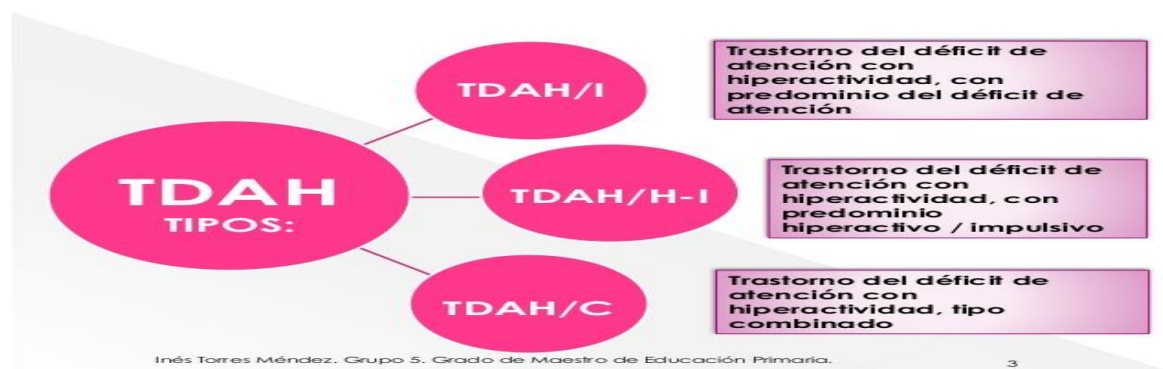 TDAH
TIPOS:
TDAH/I
Trastorno del déficit de
atención con
hiperactividad, con
predominio del déficit de
atención
TDAH/H-I
Trastorno del déficit de
atención con
hiperactividad, con
predominio
hiperactivo / impulsivo
TDAH/C
Trastorno del déficit de
atención con
hiperactividad, tipo
combinado
Inés Torres Méndez. Grupo 5. Grado de Maestro de Educación Primaria.
3